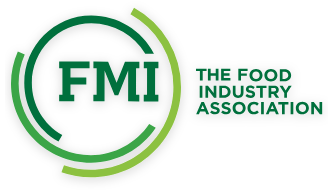 FMI
THE FOOD
INDUSTRY
ASSOCIATION